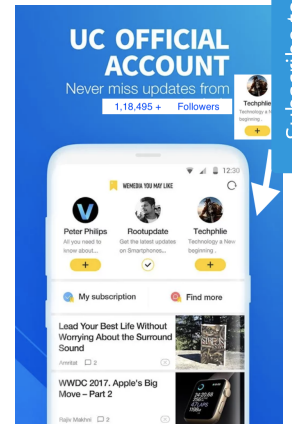 UC OFFICIAL
ACCOUNT
Never miss updates from
1,18,495 + Followers
Subscribe to
Techphlie
Technology a N
beginning..
+
12:30
WEMEDIA YOU MAY LIKE
Peter Philips
All you need to
know about....
+
Rootupdate
Get the latest updates
on Smartphones...
Techphlie
Technology a New
beginning..
+
My subscription
Find more
Lead Your Best Life Without
Worrying About the Surround
Sound
Amritat 2
WWDC 2017. Apple's Big
Move – Part 2
Rajiv Makhni 2